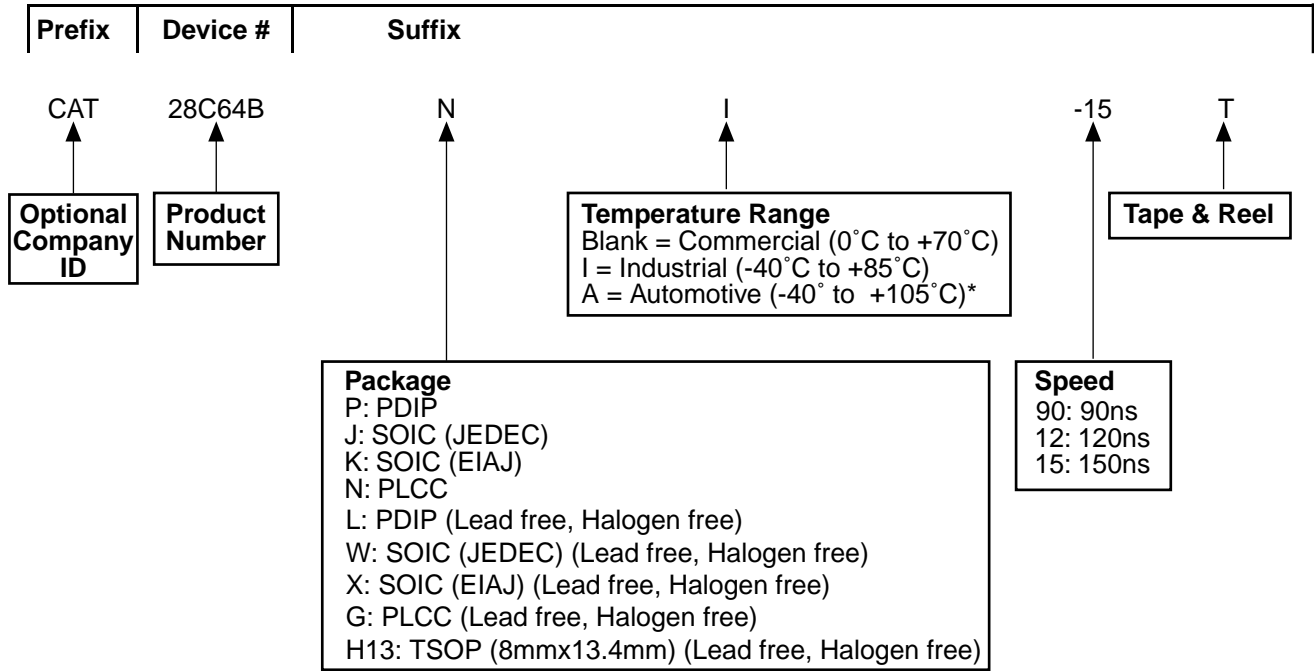 Prefix Device # Suffix
CAT 28C64B N I -15 T
Optional
Company
ID
Product
Number
Temperature Range
Blank = Commercial (0˚C to +70˚C)
I = Industrial (-40˚C to +85˚C)
A = Automotive (-40˚ to +105˚C)*
Tape & Reel
Package
P: PDIP
J: SOIC (JEDEC)
K: SOIC (EIAJ)
N: PLCC
L: PDIP (Lead free, Halogen free)
W: SOIC (JEDEC) (Lead free, Halogen free)
X: SOIC (EIAJ) (Lead free, Halogen free)
G: PLCC (Lead free, Halogen free)
H13: TSOP (8mmx13.4mm) (Lead free, Halogen free)
Speed
90: 90ns
12: 120ns
15: 150ns